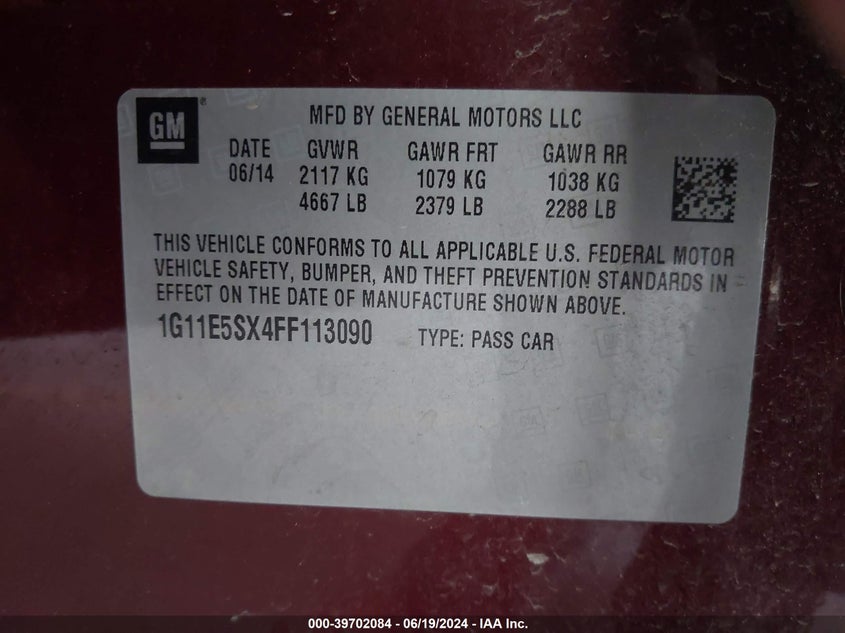 GM ®
MFD BY GENERAL MOTORS LLC
DATE GVWR GAWR FRT GAWR RR
06/14 2117 KG 1079 KG 1038 KG
4667 LB 2379 LB 2288 LB
THIS VEHICLE CONFORMS TO ALL APPLICABLE U.S. FEDERAL MOTOR
VEHICLE SAFETY, BUMPER, AND THEFT PREVENTION STANDARDS IN
EFFECT ON THE DATE OF MANUFACTURE SHOWN ABOVE.
1G11E5SX4FF113090 TYPE: PASS CAR
000-39702084 - 06/19/2024 - IAA Inc.